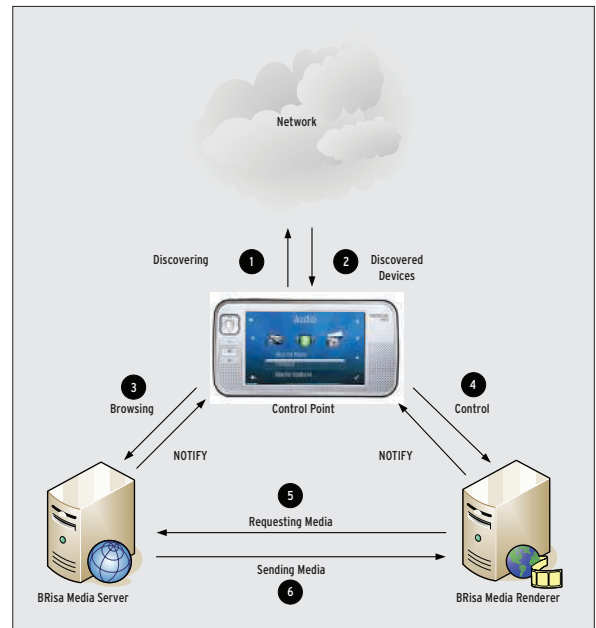 Network
Discovering
1
2
Discovered
Devices
Audio
3
Browsing
Control Point
4
Control
NOTIFY
NOTIFY
5
Requesting Media
Sending Media
6
BRisa Media Server
BRisa Media Renderer